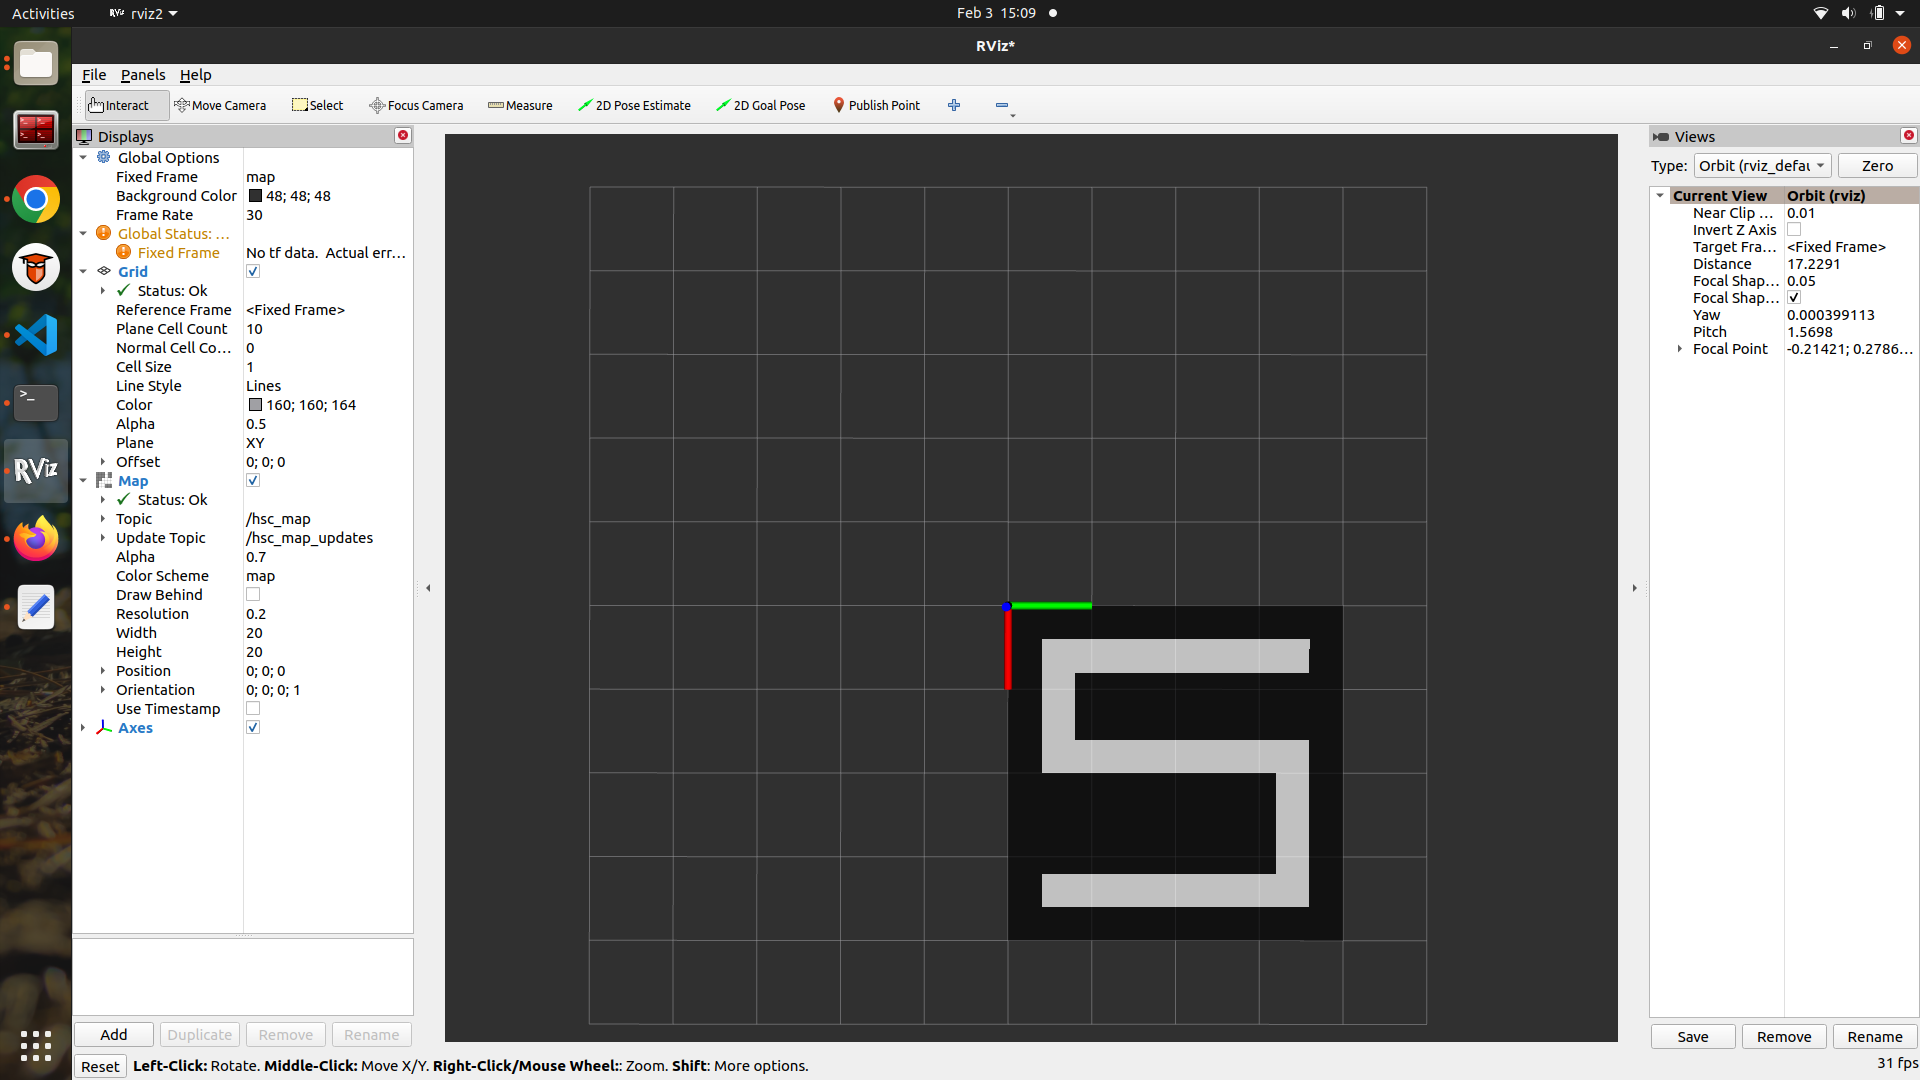 Activities RViz rviz2 Feb 3 15:09
RViz*
File Panels Help
Interact Move Camera Select Focus Camera Measure 2D Pose Estimate 2D Goal Pose Publish Point
Displays
Global Options
Fixed Frame map
Background Color 48; 48; 48
Frame Rate 30
Global Status: ...
Fixed Frame No tf data. Actual err...
Grid
Status: Ok
Reference Frame <Fixed Frame>
Plane Cell Count 10
Normal Cell Co... 0
Cell Size 1
Line Style Lines
Color 160; 160; 164
Alpha 0.5
Plane XY
Offset 0; 0; 0
Map
Status: Ok
Topic /hsc_map
Update Topic /hsc_map_updates
Alpha 0.7
Color Scheme map
Draw Behind
Resolution 0.2
Width 20
Height 20
Position 0; 0; 0
Orientation 0; 0; 0; 1
Use Timestamp
Axes
Add Duplicate Remove Rename
Reset Left-Click: Rotate. Middle-Click: Move X/Y. Right-Click/Mouse Wheel:: Zoom. Shift: More options.
RViz
Views
Type: Orbit (rviz_defau Zero
Current View Orbit (rviz)
Near Clip ... 0.01
Invert Z Axis
Target Fra... <Fixed Frame>
Distance 17.2291
Focal Shap... 0.05
Focal Shap...
Yaw 0.000399113
Pitch 1.5698
Focal Point -0.21421; 0.2786...
Save Remove Rename
31 fps